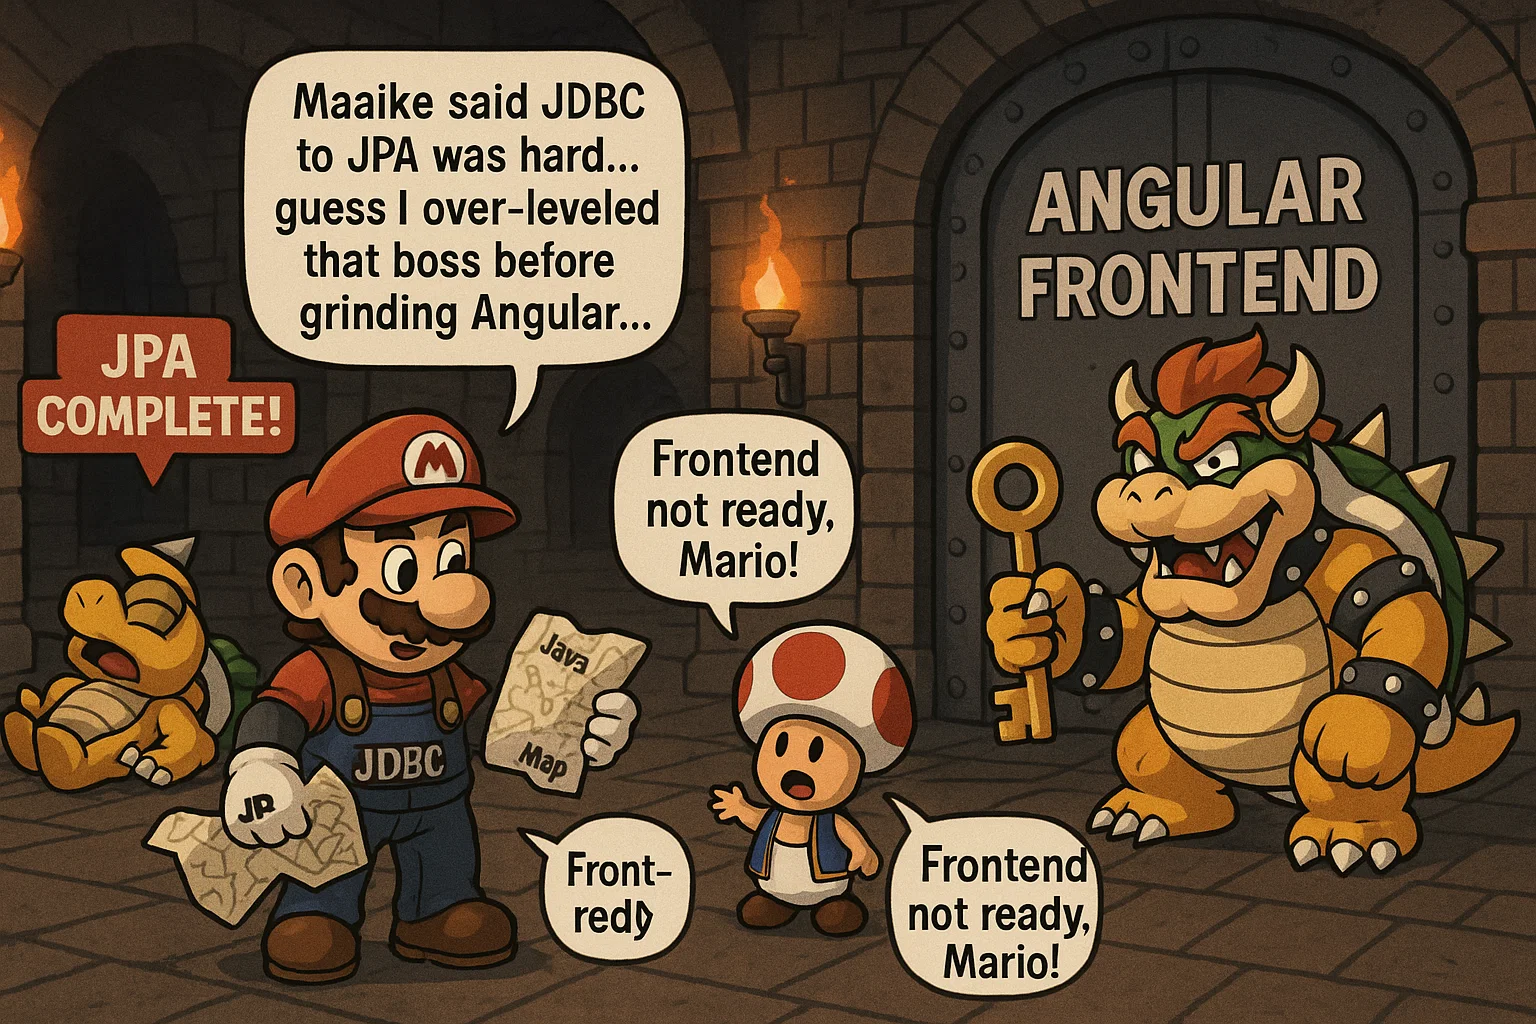 Maaike said JDBC
to JPA was hard...
guess I over-leveled
that boss before
grinding Angular...
ANGULAR
FRONTEND
JPA
COMPLETE!
M
Frontend
not ready,
Mario!
Java
Map
JDBC
JP
Front-
Frontend
not ready,
Mario!